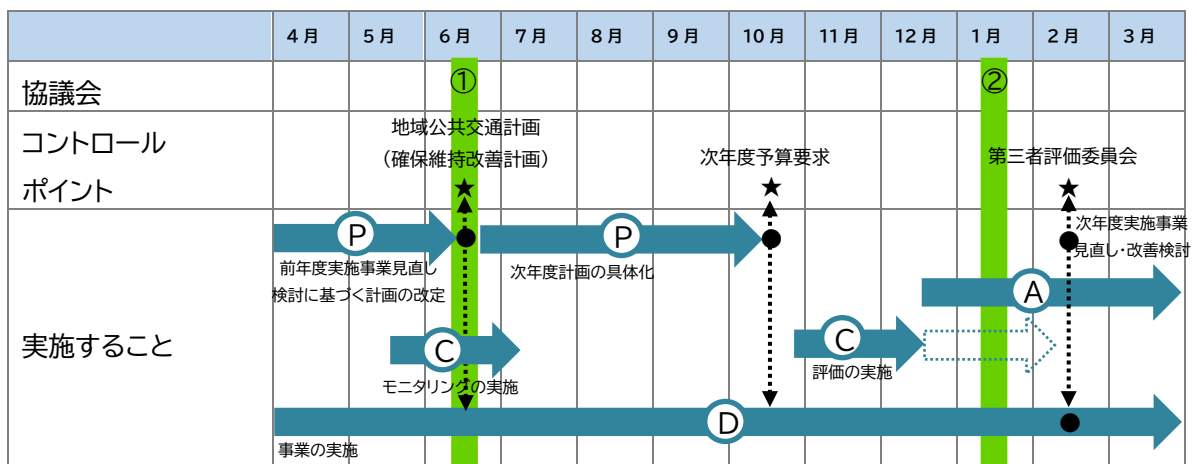 4月 5月 6月 7月 8月 9月 10月 11月 12月 1月 2月 3月
協議会
①
②
コントロール
ポイント
地域公共交通計画
（確保維持改善計画）
★
次年度予算要求
★
第三者評価委員会
★
実施すること
P
前年度実施事業見直し
検討に基づく計画の改定
P
次年度計画の具体化
次年度実施事業
見直し・改善検討
A
C
モニタリングの実施
C
評価の実施
D
事業の実施